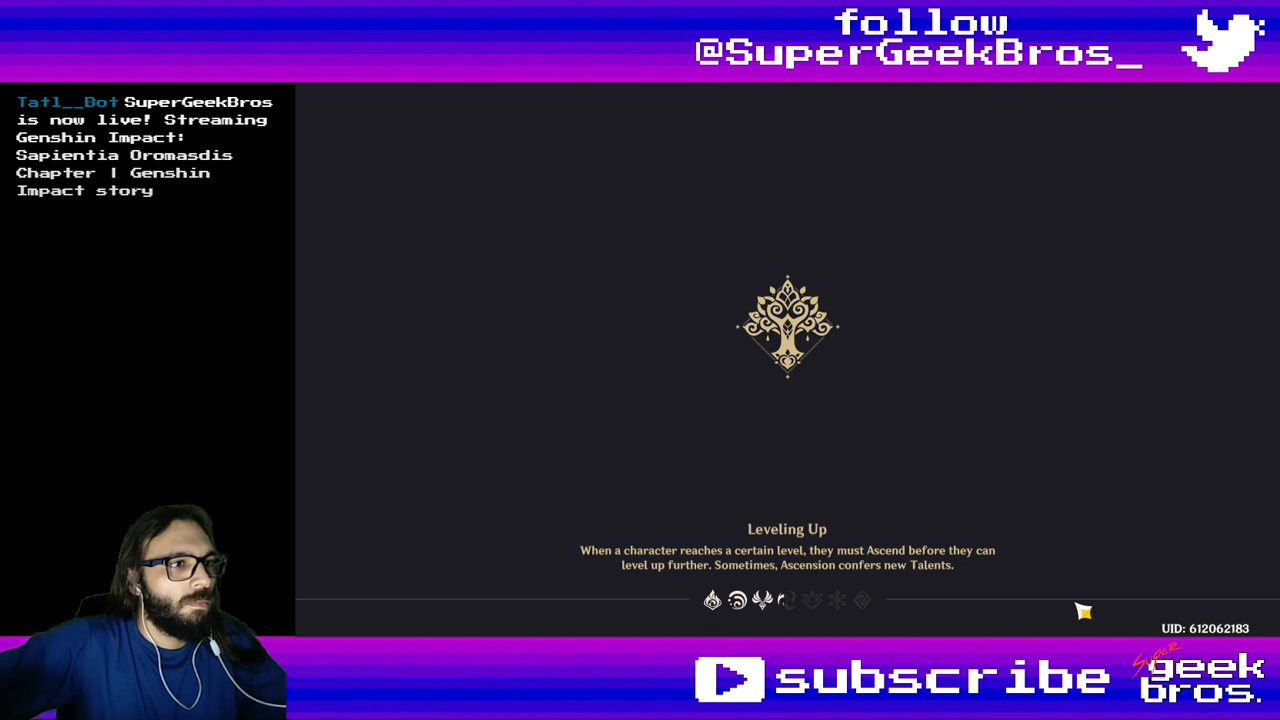 follow
@SuperGeekBros_
Tatl__Bot SuperGeekBros
is now live! Streaming
Genshin Impact:
Sapientia Oromasdis
Chapter | Genshin
Impact story
Leveling Up
When a character reaches a certain level, they must Ascend before they can
level up further. Sometimes, Ascension confers new Talents.
UID: 612062183
subscribe
SUPER
geek
bros.